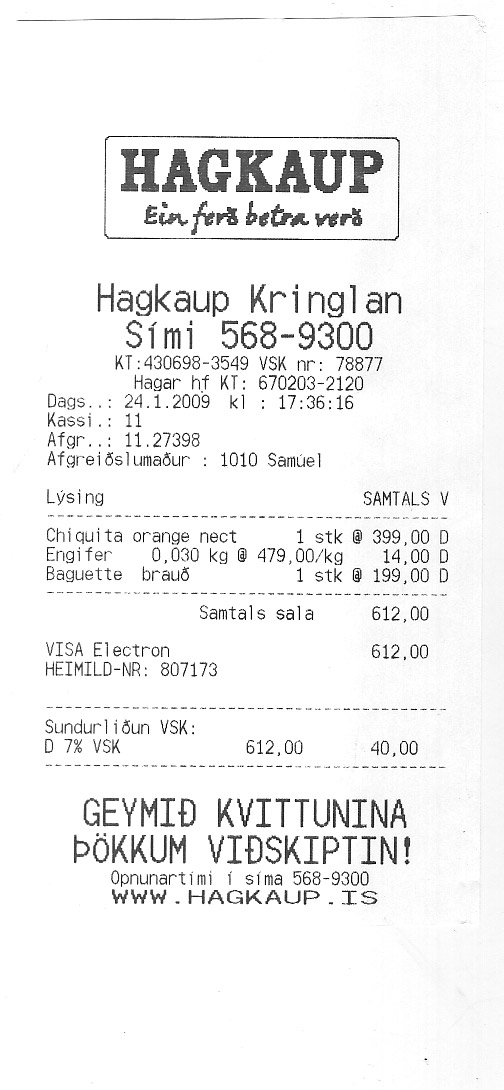 HAGKAUP
Ein ferð betra verð
Hagkaup Kringlan
Sími 568-9300
KT:430698-3549 VSK nr: 78877
Hagar hf KT: 670203-2120
Dags..: 24.1.2009 kl : 17:36:16
Kassi.: 11
Afgr..: 11.27398
Afgreiðslumaður : 1010 Samúel
Lýsing SAMTALS V
Chiquita orange nect 1 stk @ 399,00 D
Engifer 0,030 kg @ 479,00/kg 14,00 D
Baguette brauð 1 stk @ 199,00 D
Samtals sala 612,00
VISA Electron 612,00
HEIMILD-NR: 807173
Sundurliðun VSK:
D 7% VSK 612,00 40,00
GEYMIÐ KVITTUNINA
ÞÖKKUM VIÐSKIPTIN!
Opnunartími í síma 568-9300
WWW.HAGKAUP.IS